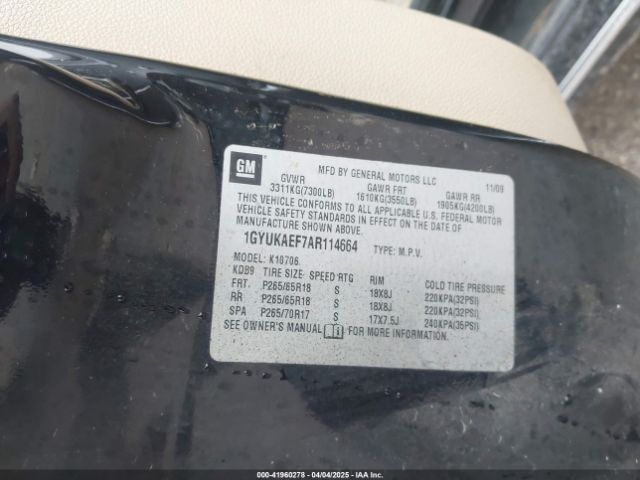 GM
MFD BY GENERAL MOTORS LLC 11/09
GVWR GAWR FRT GAWR RR
3311KG(7300LB) 1610KG(3550LB) 1905KG(4200LB)
THIS VEHICLE CONFORMS TO ALL APPLICABLE U.S. FEDERAL MOTOR
VEHICLE SAFETY STANDARDS IN EFFECT ON THE DATE OF
MANUFACTURE SHOWN ABOVE.
1GYUKAEF7AR114664 TYPE: M.P.V.
MODEL: K10706
KDB9 TIRE SIZE SPEED RTG RIM COLD TIRE PRESSURE
FRT. P265/65R18 S 18X8J 220KPA(32PSI)
RR P265/65R18 S 18X8J 220KPA(32PSI)
SPA P265/70R17 S 17X7.5J 240KPA(35PSI)
SEE OWNER'S MANUAL FOR MORE INFORMATION.
000-41960278 - 04/04/2025 - IAAI.COM